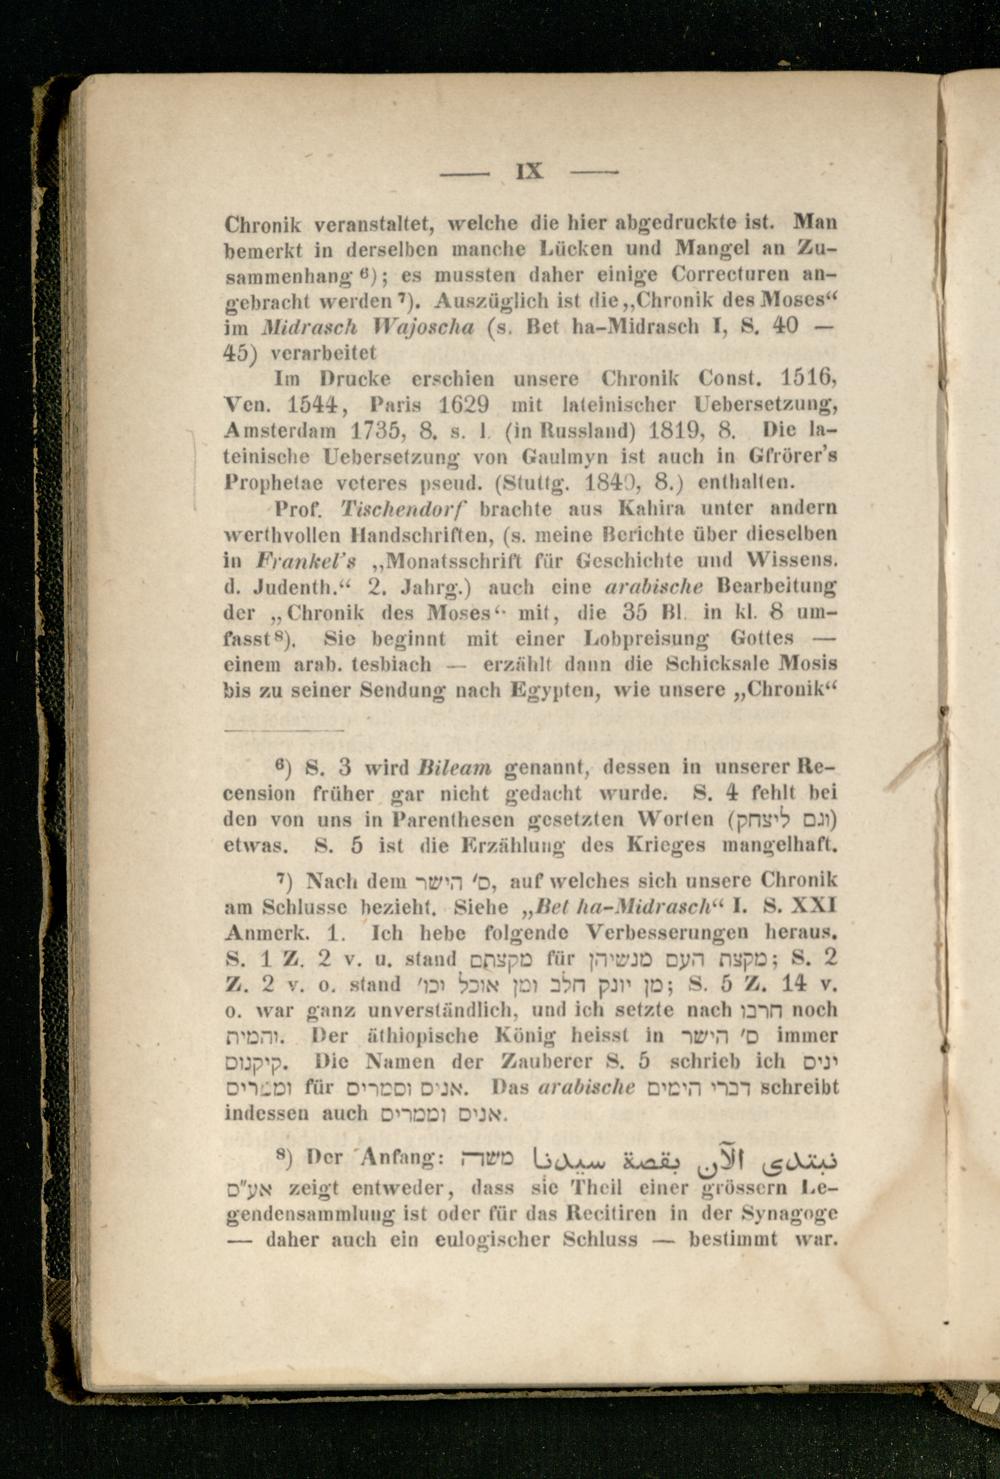 — IX —
Chronik veranstaltet, welche die hier abgedruckte ist. Man
bemerkt in derselben manche Lücken und Mangel an Zu-
sammenhang ⁶); es mussten daher einige Correcturen an-
gebracht werden ⁷). Auszüglich ist die „Chronik des Moses“
im Midrasch Wajoscha (s. Bet ha-Midrasch I, S. 40 —
45) verarbeitet
Im Drucke erschien unsere Chronik Const. 1516,
Ven. 1544, Paris 1629 mit lateinischer Uebersetzung,
Amsterdam 1735, 8. s. l. (in Russland) 1819, 8. Die la-
teinische Uebersetzung von Gaulmyn ist auch in Gfrörer’s
Prophetae veteres pseud. (Stuttg. 1840, 8.) enthalten.
Prof. Tischendorf brachte aus Kahira unter andern
werthvollen Handschriften, (s. meine Berichte über dieselben
in Frankel’s „Monatsschrift für Geschichte und Wissens.
d. Judenth.“ 2. Jahrg.) auch eine arabische Bearbeitung
der „Chronik des Moses“ mit, die 35 Bl. in kl. 8 um-
fasst ⁸). Sie beginnt mit einer Lobpreisung Gottes —
einem arab. tesbiach — erzählt dann die Schicksale Mosis
bis zu seiner Sendung nach Egypten, wie unsere „Chronik“
⁶) S. 3 wird Bileam genannt, dessen in unserer Re-
cension früher gar nicht gedacht wurde. S. 4 fehlt bei
den von uns in Parenthesen gesetzten Worten (וגם ליצחק)
etwas. S. 5 ist die Erzählung des Krieges mangelhaft.
⁷) Nach dem ס' הישר, auf welches sich unsere Chronik
am Schlusse bezieht. Siehe „Bet ha-Midrasch“ I. S. XXI
Anmerk. 1. Ich hebe folgende Verbesserungen heraus.
S. 1 Z. 2 v. u. stand מקצתם für מקצת העם מנשיהן; S. 2
Z. 2 v. o. stand מן יונק חלב ומן אוכל וכו'; S. 5 Z. 14 v.
o. war ganz unverständlich, und ich setzte nach חרבו noch
והמית. Der äthiopische König heisst in ס' הישר immer
קיקנוס. Die Namen der Zauberer S. 5 schrieb ich ינים
וממרים für אנים וסמרים. Das arabische דברי הימים schreibt
indessen auch אנים וממרים.
⁸) Der Anfang: نبتدى الآن بقصة سيدنا משה
אע"ם zeigt entweder, dass sie Theil einer grössern Le-
gendensammlung ist oder für das Recitiren in der Synagoge
— daher auch ein eulogischer Schluss — bestimmt war.